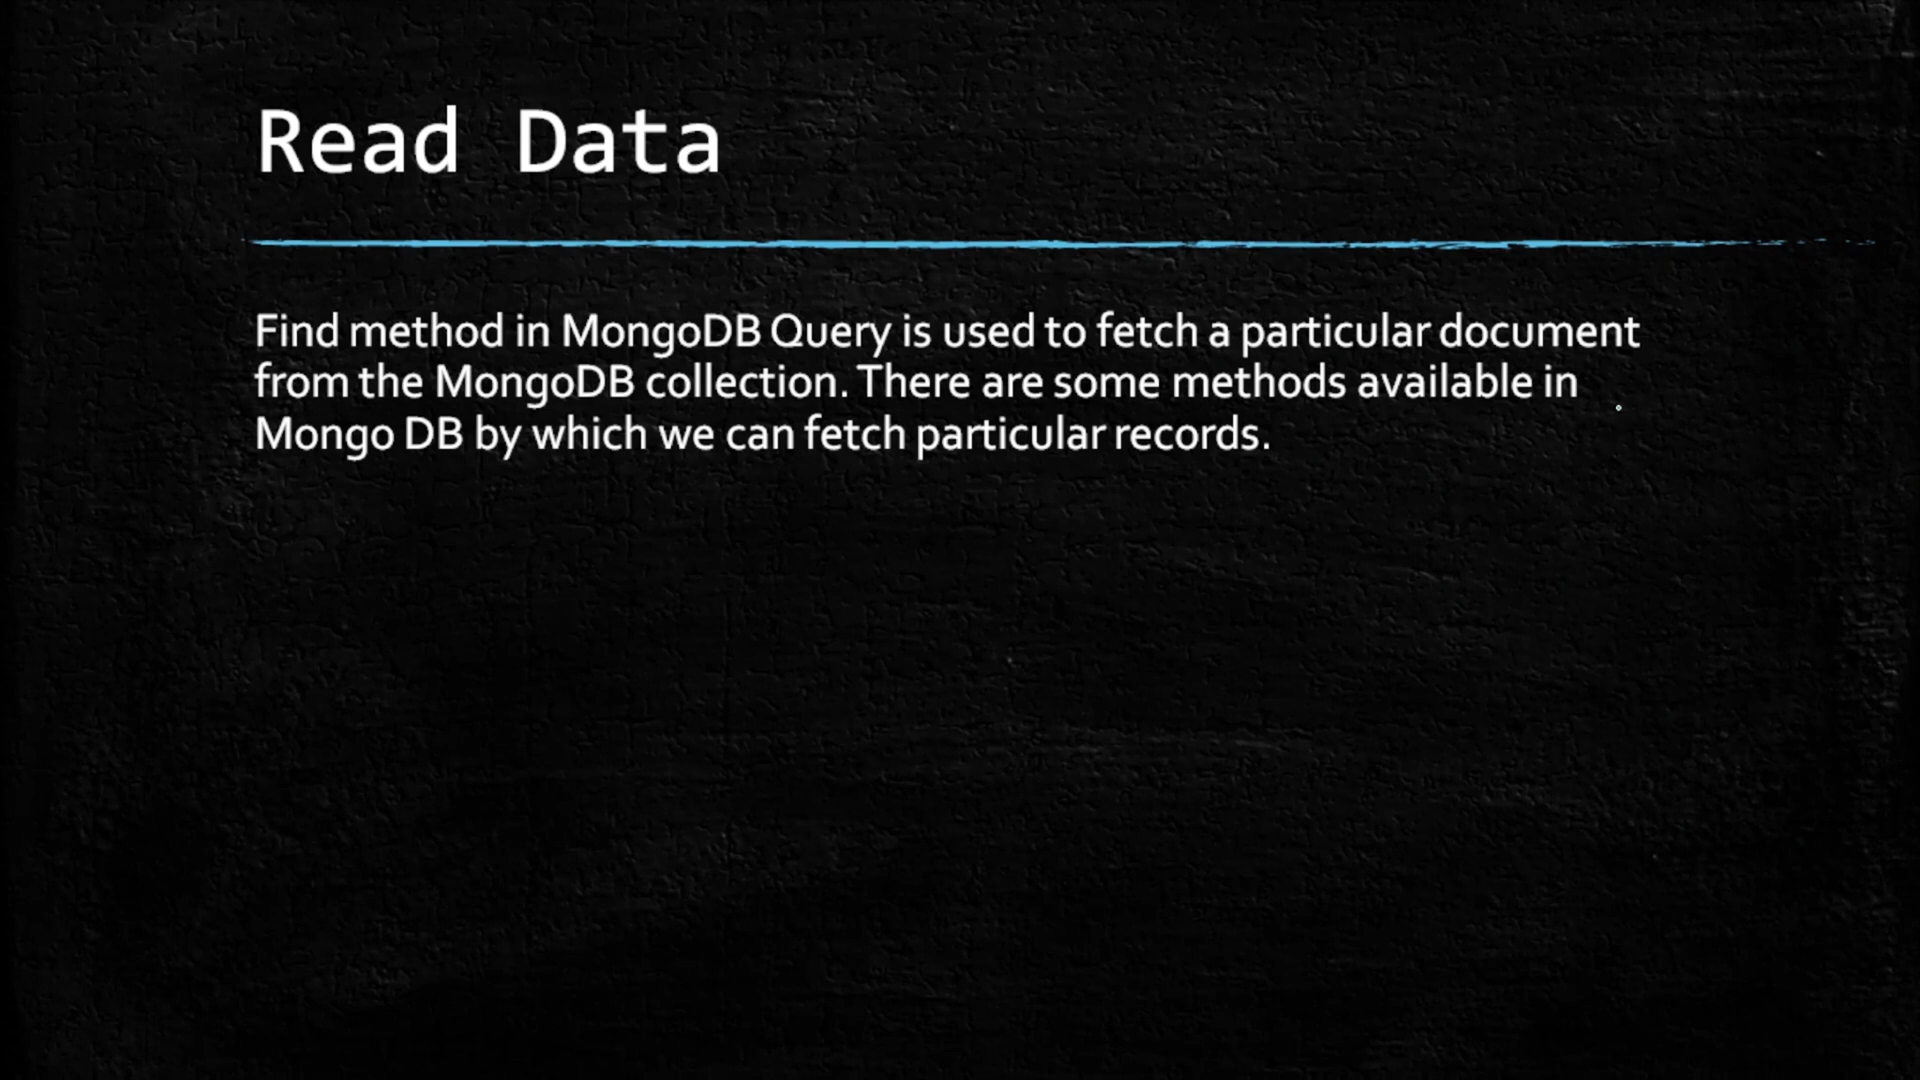 Read Data
Find method in MongoDB Query is used to fetch a particular document
from the MongoDB collection. There are some methods available in
Mongo DB by which we can fetch particular records.